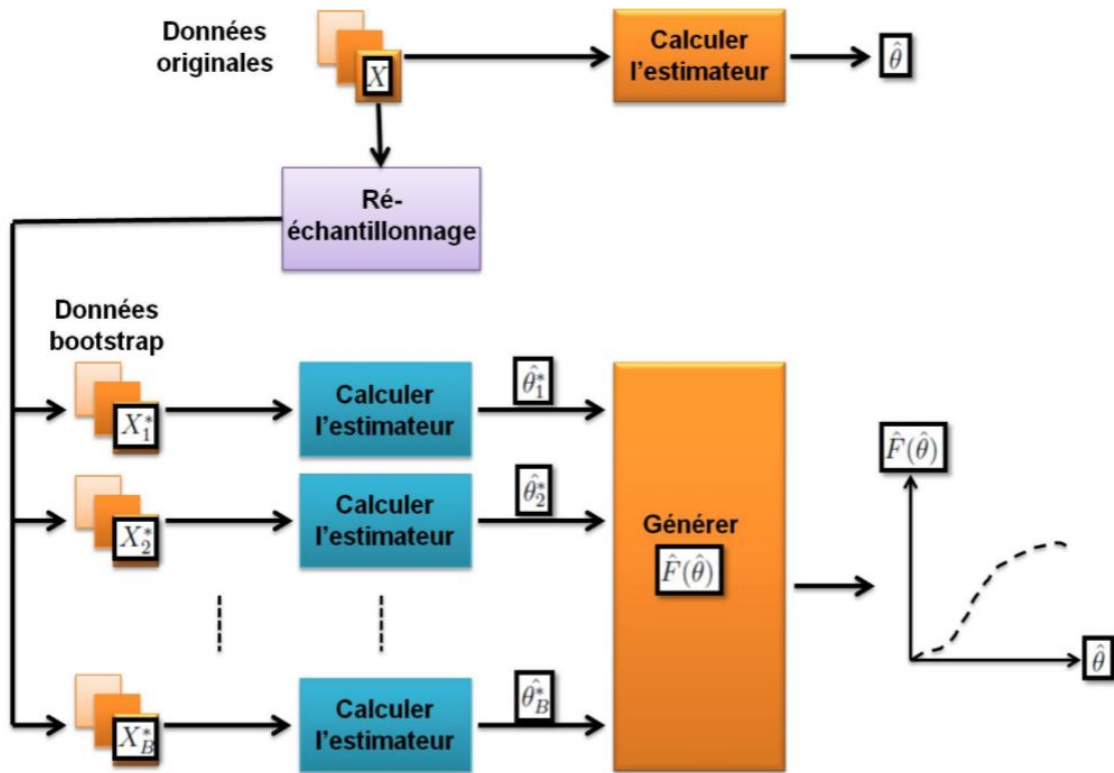 Données
originales
X
Calculer
l'estimateur
θ̂
Ré-
échantillonnage
Données
bootstrap
X₁*
Calculer
l'estimateur
θ̂₁*
X₂*
Calculer
l'estimateur
θ̂₂*
X_B*
Calculer
l'estimateur
θ̂_B*
Générer
F̂(θ̂)
F̂(θ̂)
θ̂